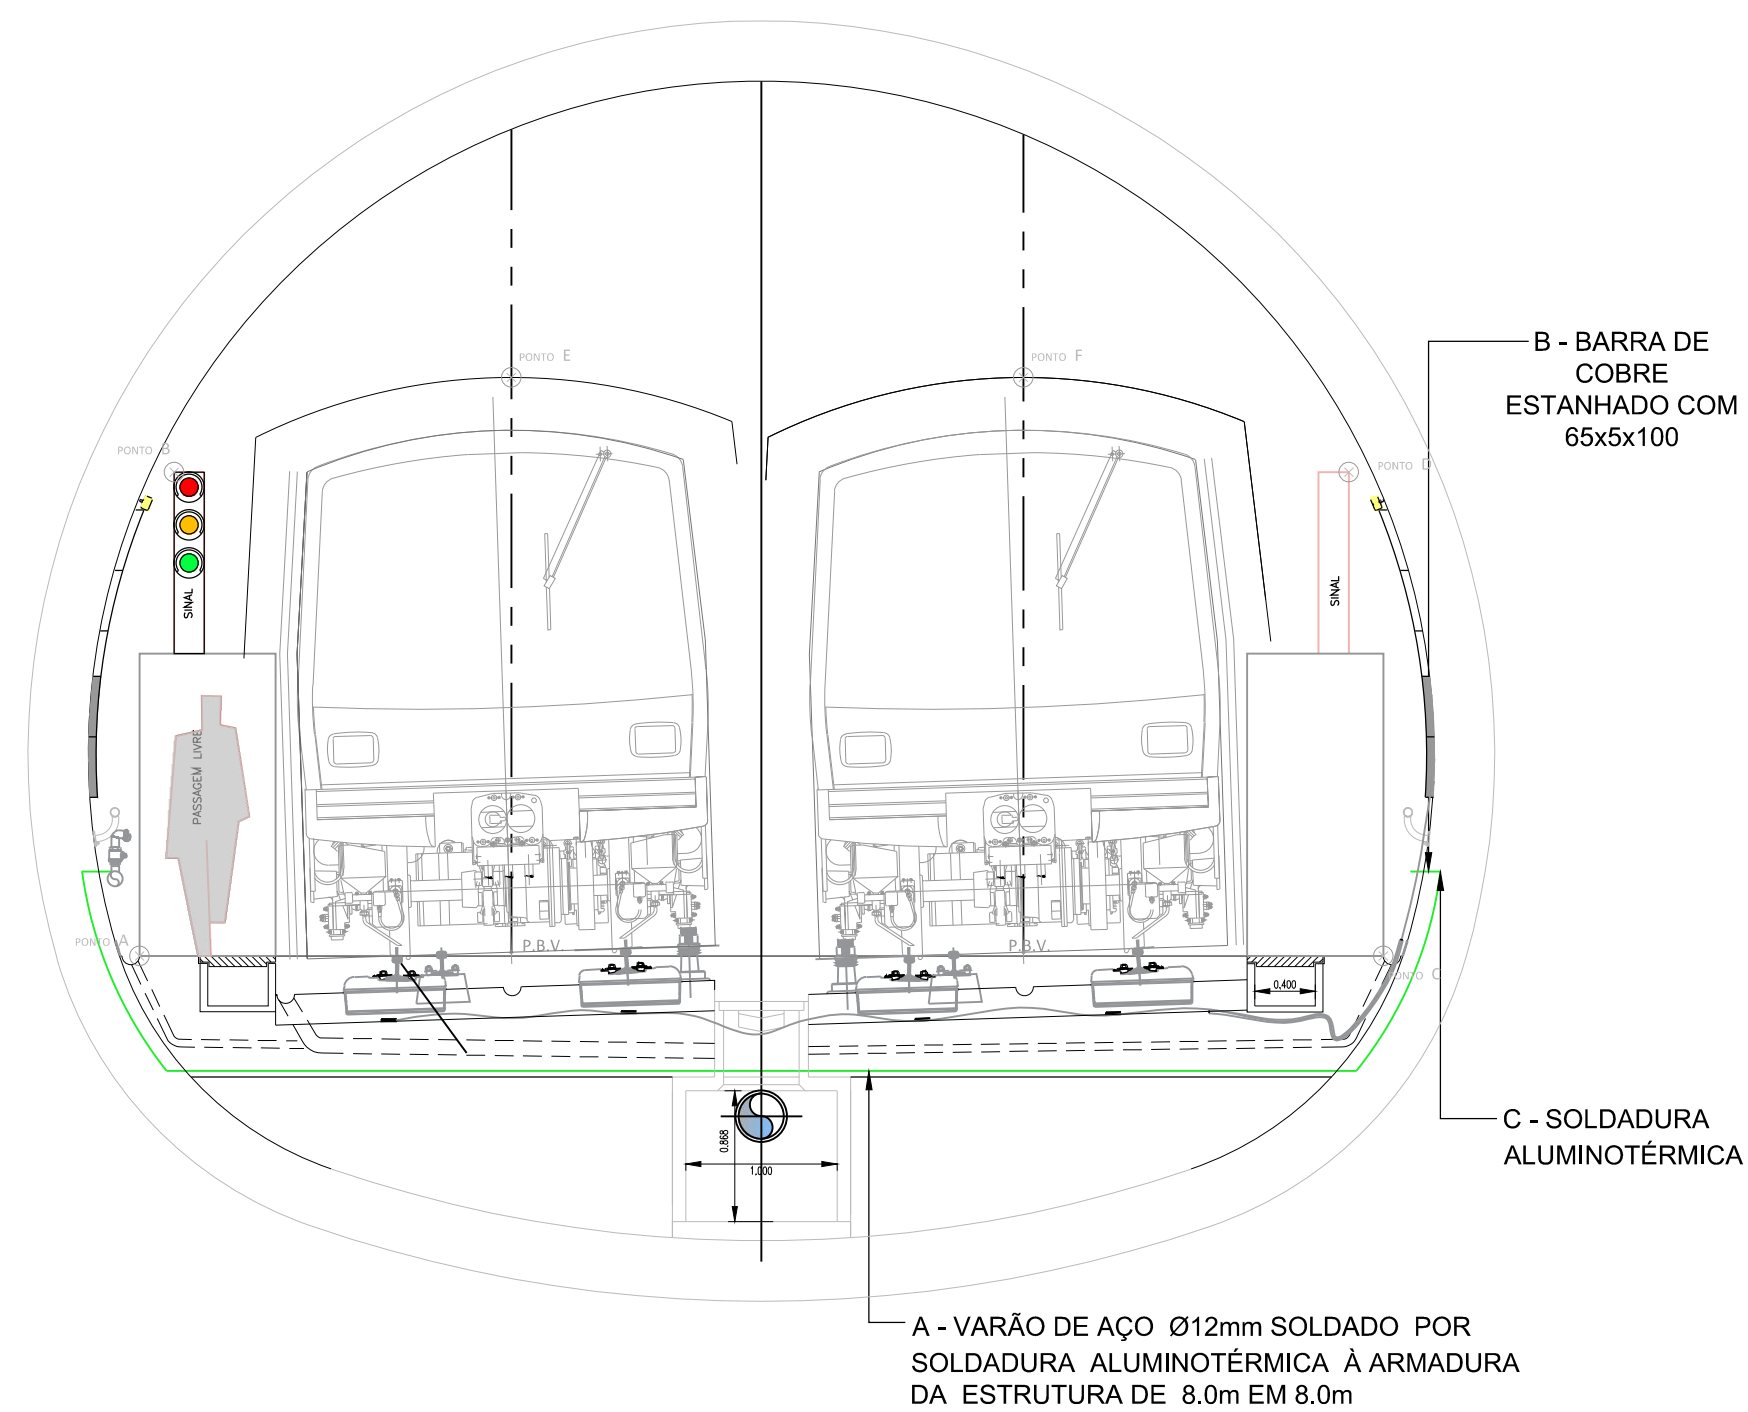 PONTO E
PONTO F
B - BARRA DE
COBRE
ESTANHADO COM
65x5x100
PONTO B
PONTO D
SINAL
SINAL
PASSAGEM LIVRE
PONTO A
P.B.V.
P.B.V.
PONTO C
0,400
0.868
1,000
C - SOLDADURA
ALUMINOTÉRMICA
A - VARÃO DE AÇO Ø12mm SOLDADO POR
SOLDADURA ALUMINOTÉRMICA À ARMADURA
DA ESTRUTURA DE 8.0m EM 8.0m